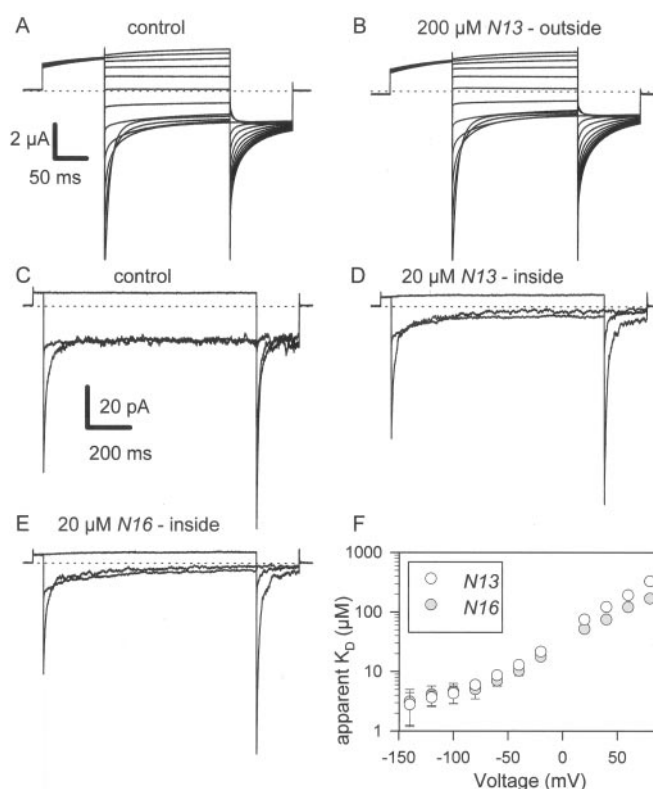 A
control
2 µA
50 ms
B
200 µM N13 - outside
C
control
20 pA
200 ms
D
20 µM N13 - inside
E
20 µM N16 - inside
F
N13
N16
apparent K_D (µM)
1000
100
10
1
-150
-100
-50
0
50
Voltage (mV)